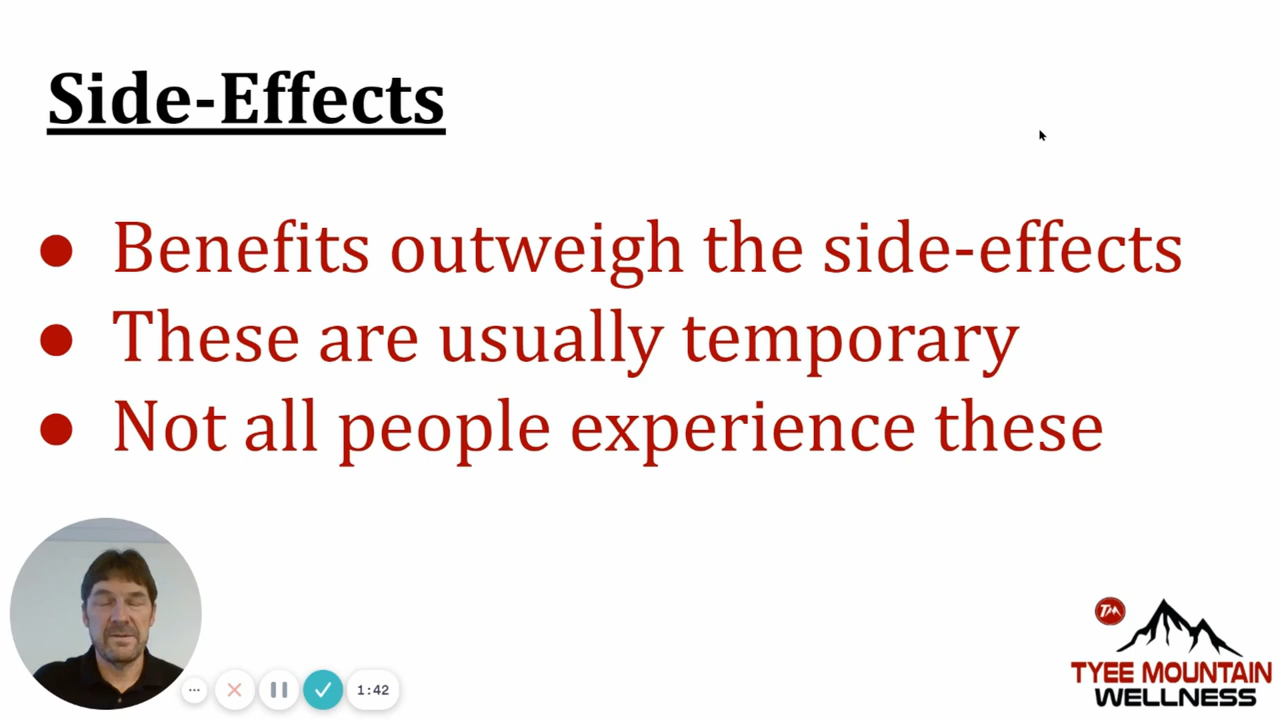 Side-Effects
● Benefits outweigh the side-effects
● These are usually temporary
● Not all people experience these
1:42
TM
TYEE MOUNTAIN
WELLNESS